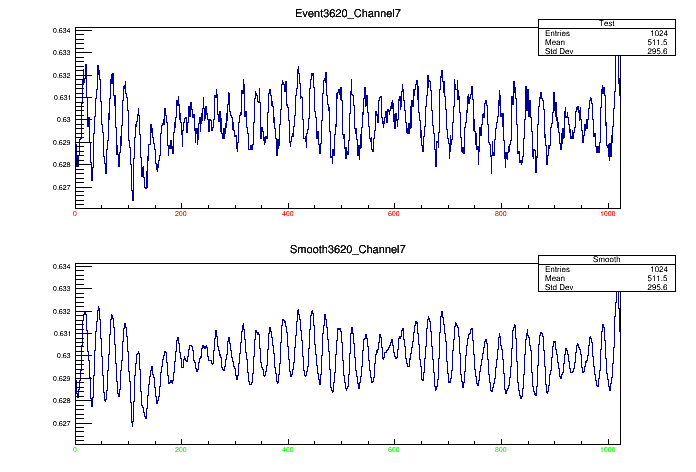 Event3620_Channel7
Test
Entries 1024
Mean 511.5
Std Dev 295.6
0.634
0.633
0.632
0.631
0.63
0.629
0.628
0.627
0 200 400 600 800 1000
Smooth3620_Channel7
Smooth
Entries 1024
Mean 511.5
Std Dev 295.6
0.634
0.633
0.632
0.631
0.63
0.629
0.628
0.627
0 200 400 600 800 1000